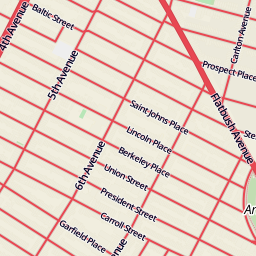 Baltic Street
4th Avenue
Carlton Avenue
5th Avenue
Prospect Place
Flatbush Avenue
Saint Johns Place
Lincoln Place
Berkeley Place
6th Avenue
Union Street
President Street
Carroll Street
Garfield Place